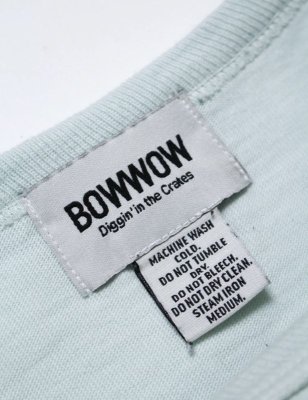 BOWWOW
Diggin' in the Crates
MACHINE WASH
COLD.
DO NOT TUMBLE
DRY.
DO NOT BLEECH.
DO NOT DRY CLEAN.
STEAM IRON
MEDIUM.